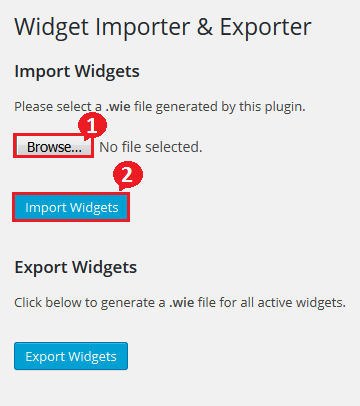 Widget Importer & Exporter
Import Widgets
Please select a .wie file generated by this plugin.
1
Browse... No file selected.
2
Import Widgets
Export Widgets
Click below to generate a .wie file for all active widgets.
Export Widgets